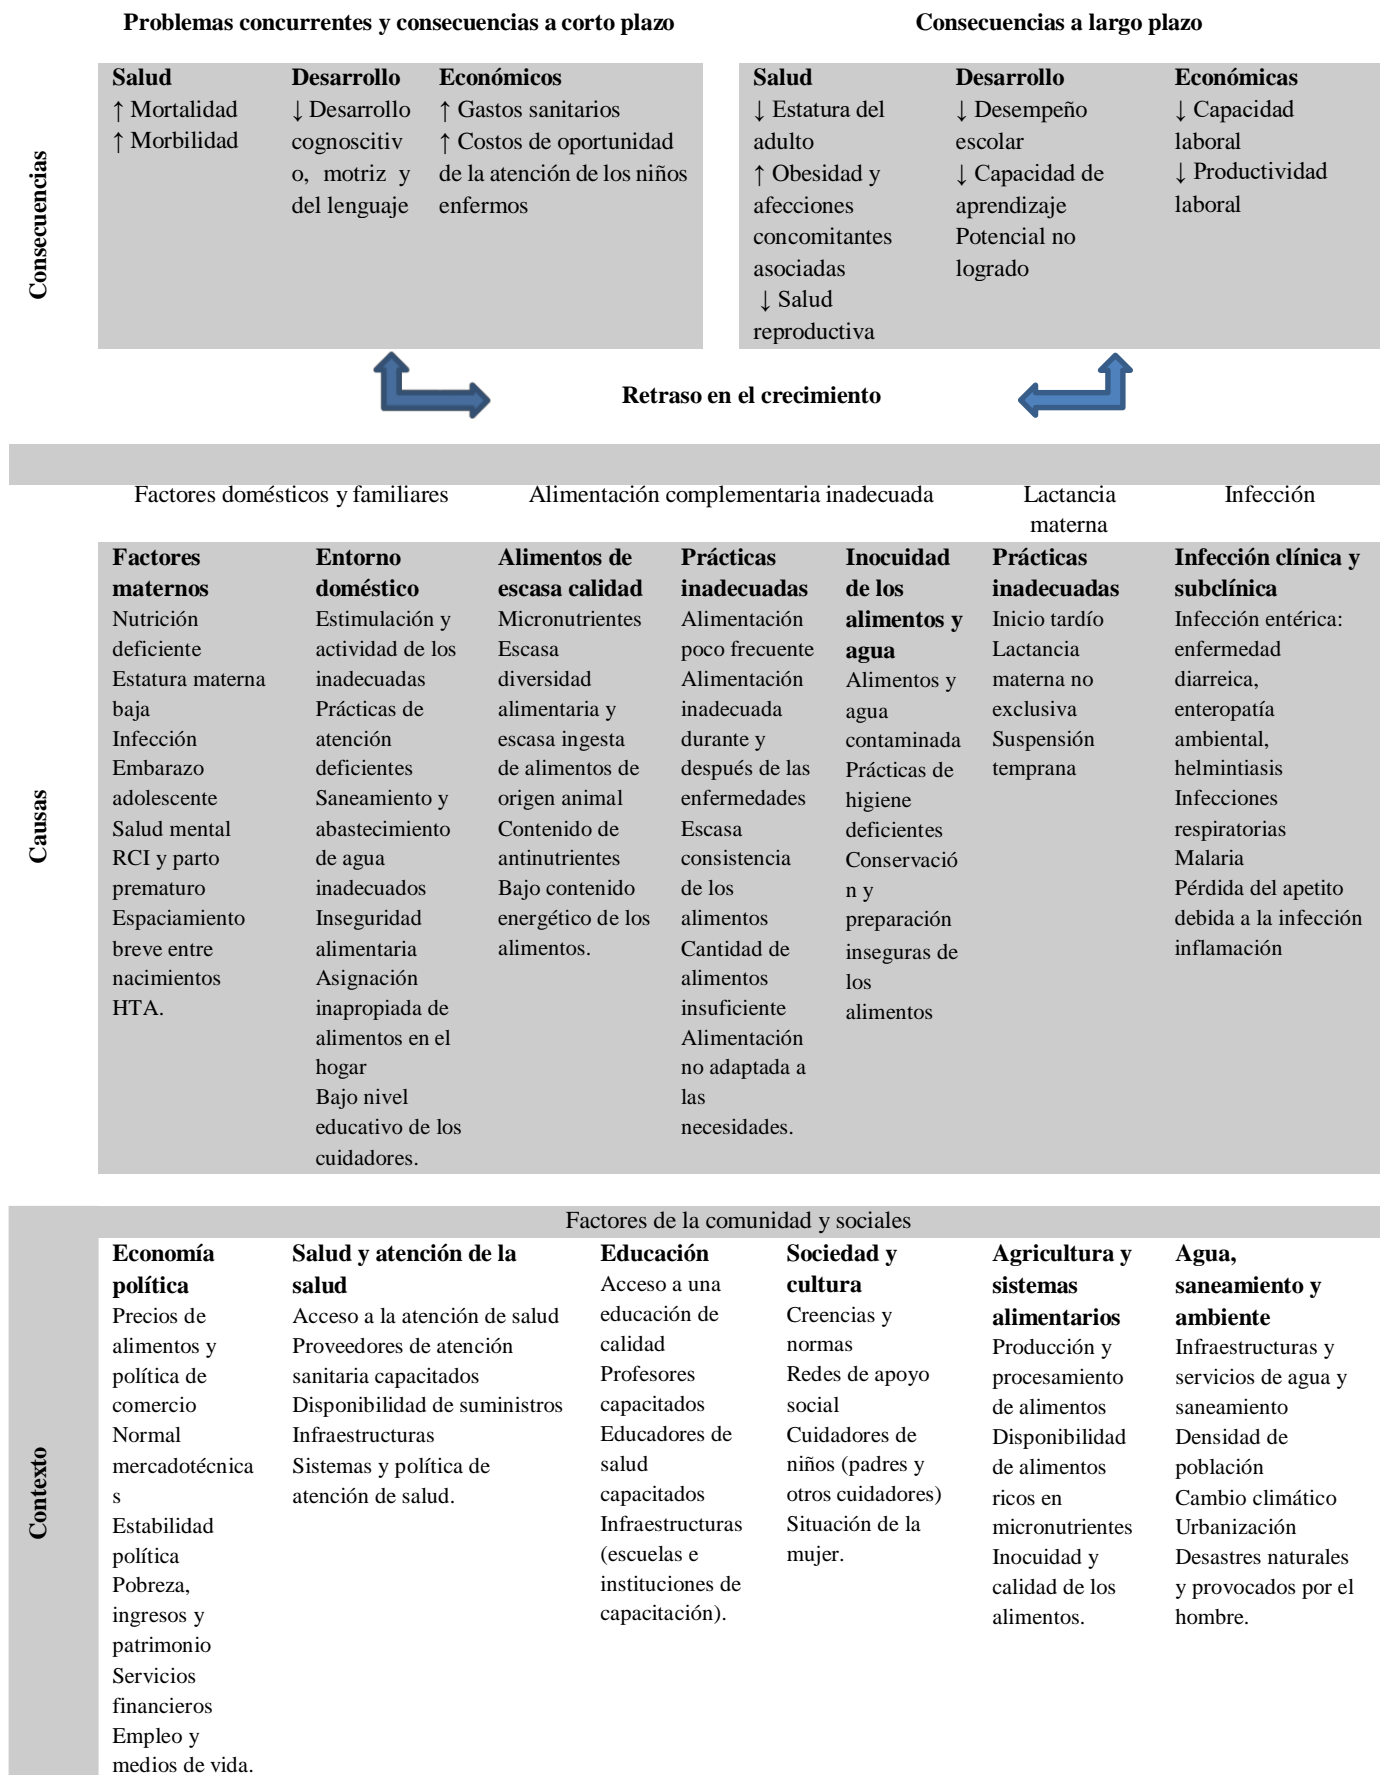 Problemas concurrentes y consecuencias a corto plazo
Consecuencias a largo plazo
Consecuencias
Salud
↑ Mortalidad
↑ Morbilidad
Desarrollo
↓ Desarrollo
cognoscitiv
o, motriz y
del lenguaje
Económicos
↑ Gastos sanitarios
↑ Costos de oportunidad
de la atención de los niños
enfermos
Salud
↓ Estatura del
adulto
↑ Obesidad y
afecciones
concomitantes
asociadas
↓ Salud
reproductiva
Desarrollo
↓ Desempeño
escolar
↓ Capacidad de
aprendizaje
Potencial no
logrado
Económicas
↓ Capacidad
laboral
↓ Productividad
laboral
Retraso en el crecimiento
Causas
Factores domésticos y familiares
Alimentación complementaria inadecuada
Lactancia
materna
Infección
Factores
maternos
Nutrición
deficiente
Estatura materna
baja
Infección
Embarazo
adolescente
Salud mental
RCI y parto
prematuro
Espaciamiento
breve entre
nacimientos
HTA.
Entorno
doméstico
Estimulación y
actividad de los
inadecuadas
Prácticas de
atención
deficientes
Saneamiento y
abastecimiento
de agua
inadecuados
Inseguridad
alimentaria
Asignación
inapropiada de
alimentos en el
hogar
Bajo nivel
educativo de los
cuidadores.
Alimentos de
escasa calidad
Micronutrientes
Escasa
diversidad
alimentaria y
escasa ingesta
de alimentos de
origen animal
Contenido de
antinutrientes
Bajo contenido
energético de los
alimentos.
Prácticas
inadecuadas
Alimentación
poco frecuente
Alimentación
inadecuada
durante y
después de las
enfermedades
Escasa
consistencia
de los
alimentos
Cantidad de
alimentos
insuficiente
Alimentación
no adaptada a
las
necesidades.
Inocuidad
de los
alimentos y
agua
Alimentos y
agua
contaminada
Prácticas de
higiene
deficientes
Conservació
n y
preparación
inseguras de
los
alimentos
Prácticas
inadecuadas
Inicio tardío
Lactancia
materna no
exclusiva
Suspensión
temprana
Infección clínica y
subclínica
Infección entérica:
enfermedad
diarreica,
enteropatía
ambiental,
helmintiasis
Infecciones
respiratorias
Malaria
Pérdida del apetito
debida a la infección
inflamación
Contexto
Factores de la comunidad y sociales
Economía
política
Precios de
alimentos y
política de
comercio
Normal
mercadotécnica
s
Estabilidad
política
Pobreza,
ingresos y
patrimonio
Servicios
financieros
Empleo y
medios de vida.
Salud y atención de la
salud
Acceso a la atención de salud
Proveedores de atención
sanitaria capacitados
Disponibilidad de suministros
Infraestructuras
Sistemas y política de
atención de salud.
Educación
Acceso a una
educación de
calidad
Profesores
capacitados
Educadores de
salud
capacitados
Infraestructuras
(escuelas e
instituciones de
capacitación).
Sociedad y
cultura
Creencias y
normas
Redes de apoyo
social
Cuidadores de
niños (padres y
otros cuidadores)
Situación de la
mujer.
Agricultura y
sistemas
alimentarios
Producción y
procesamiento
de alimentos
Disponibilidad
de alimentos
ricos en
micronutrientes
Inocuidad y
calidad de los
alimentos.
Agua,
saneamiento y
ambiente
Infraestructuras y
servicios de agua y
saneamiento
Densidad de
población
Cambio climático
Urbanización
Desastres naturales
y provocados por el
hombre.